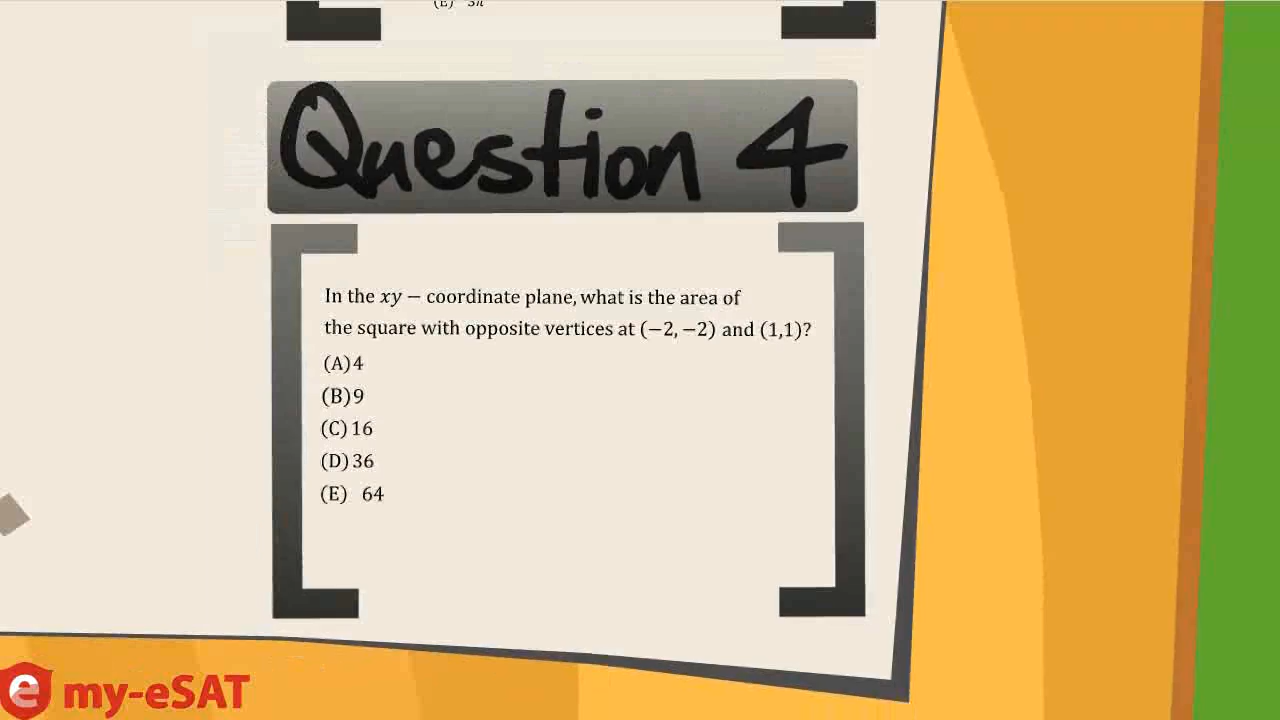 (E) 3π
Question 4
In the xy − coordinate plane, what is the area of
the square with opposite vertices at (−2, −2) and (1,1)?
(A) 4
(B) 9
(C) 16
(D) 36
(E) 64
e my-eSAT